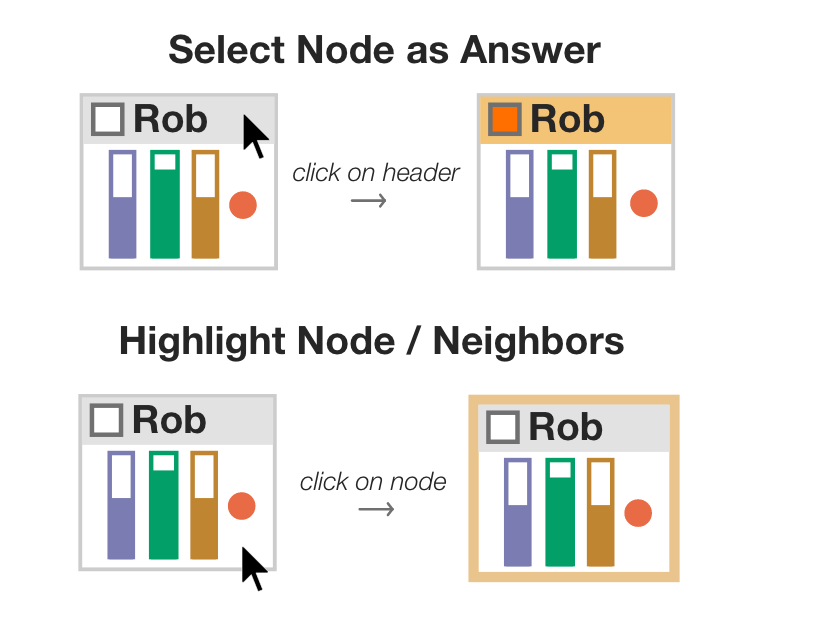 Select Node as Answer
Rob
click on header
→
Rob
Highlight Node / Neighbors
Rob
click on node
→
Rob